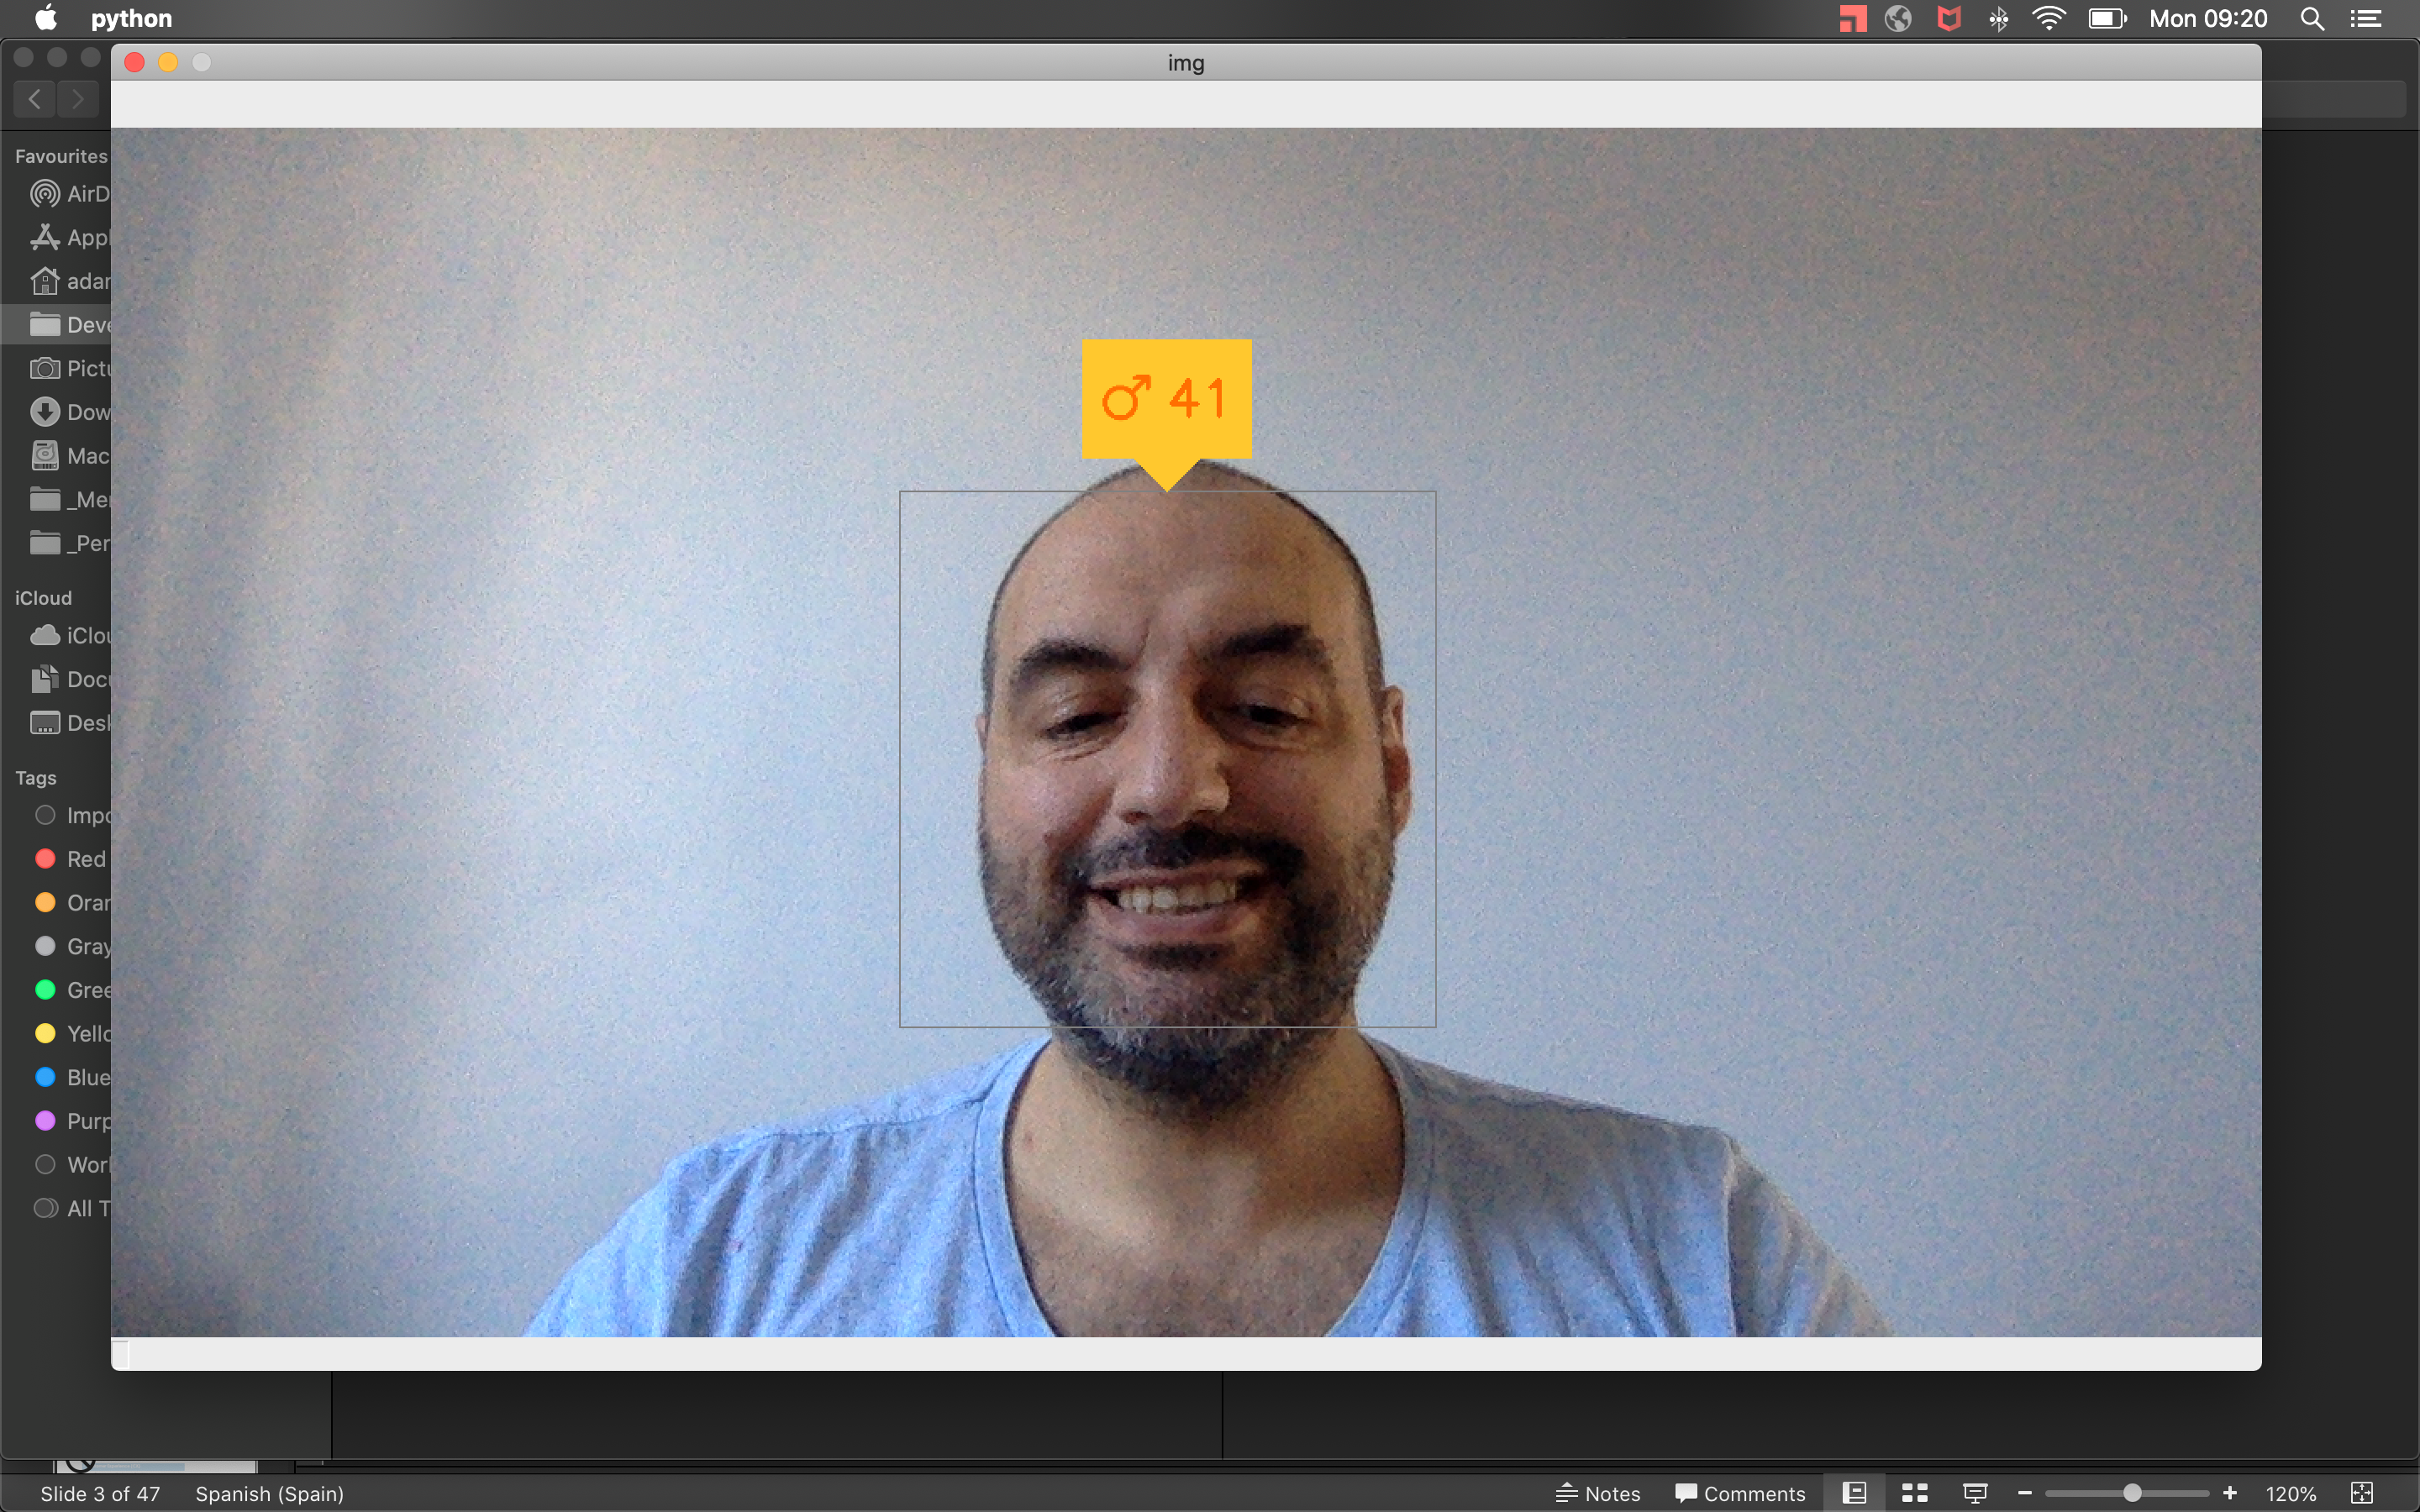 python
Mon 09:20
img
Favourites
AirD
Appl
adar
Deve
Pictu
Dow
Mac
_Me
_Per
iCloud
iClou
Docu
Desk
Tags
Impo
Red
Oran
Gray
Gree
Yello
Blue
Purp
Worl
All T
♂ 41
Slide 3 of 47 Spanish (Spain) Notes Comments 120%